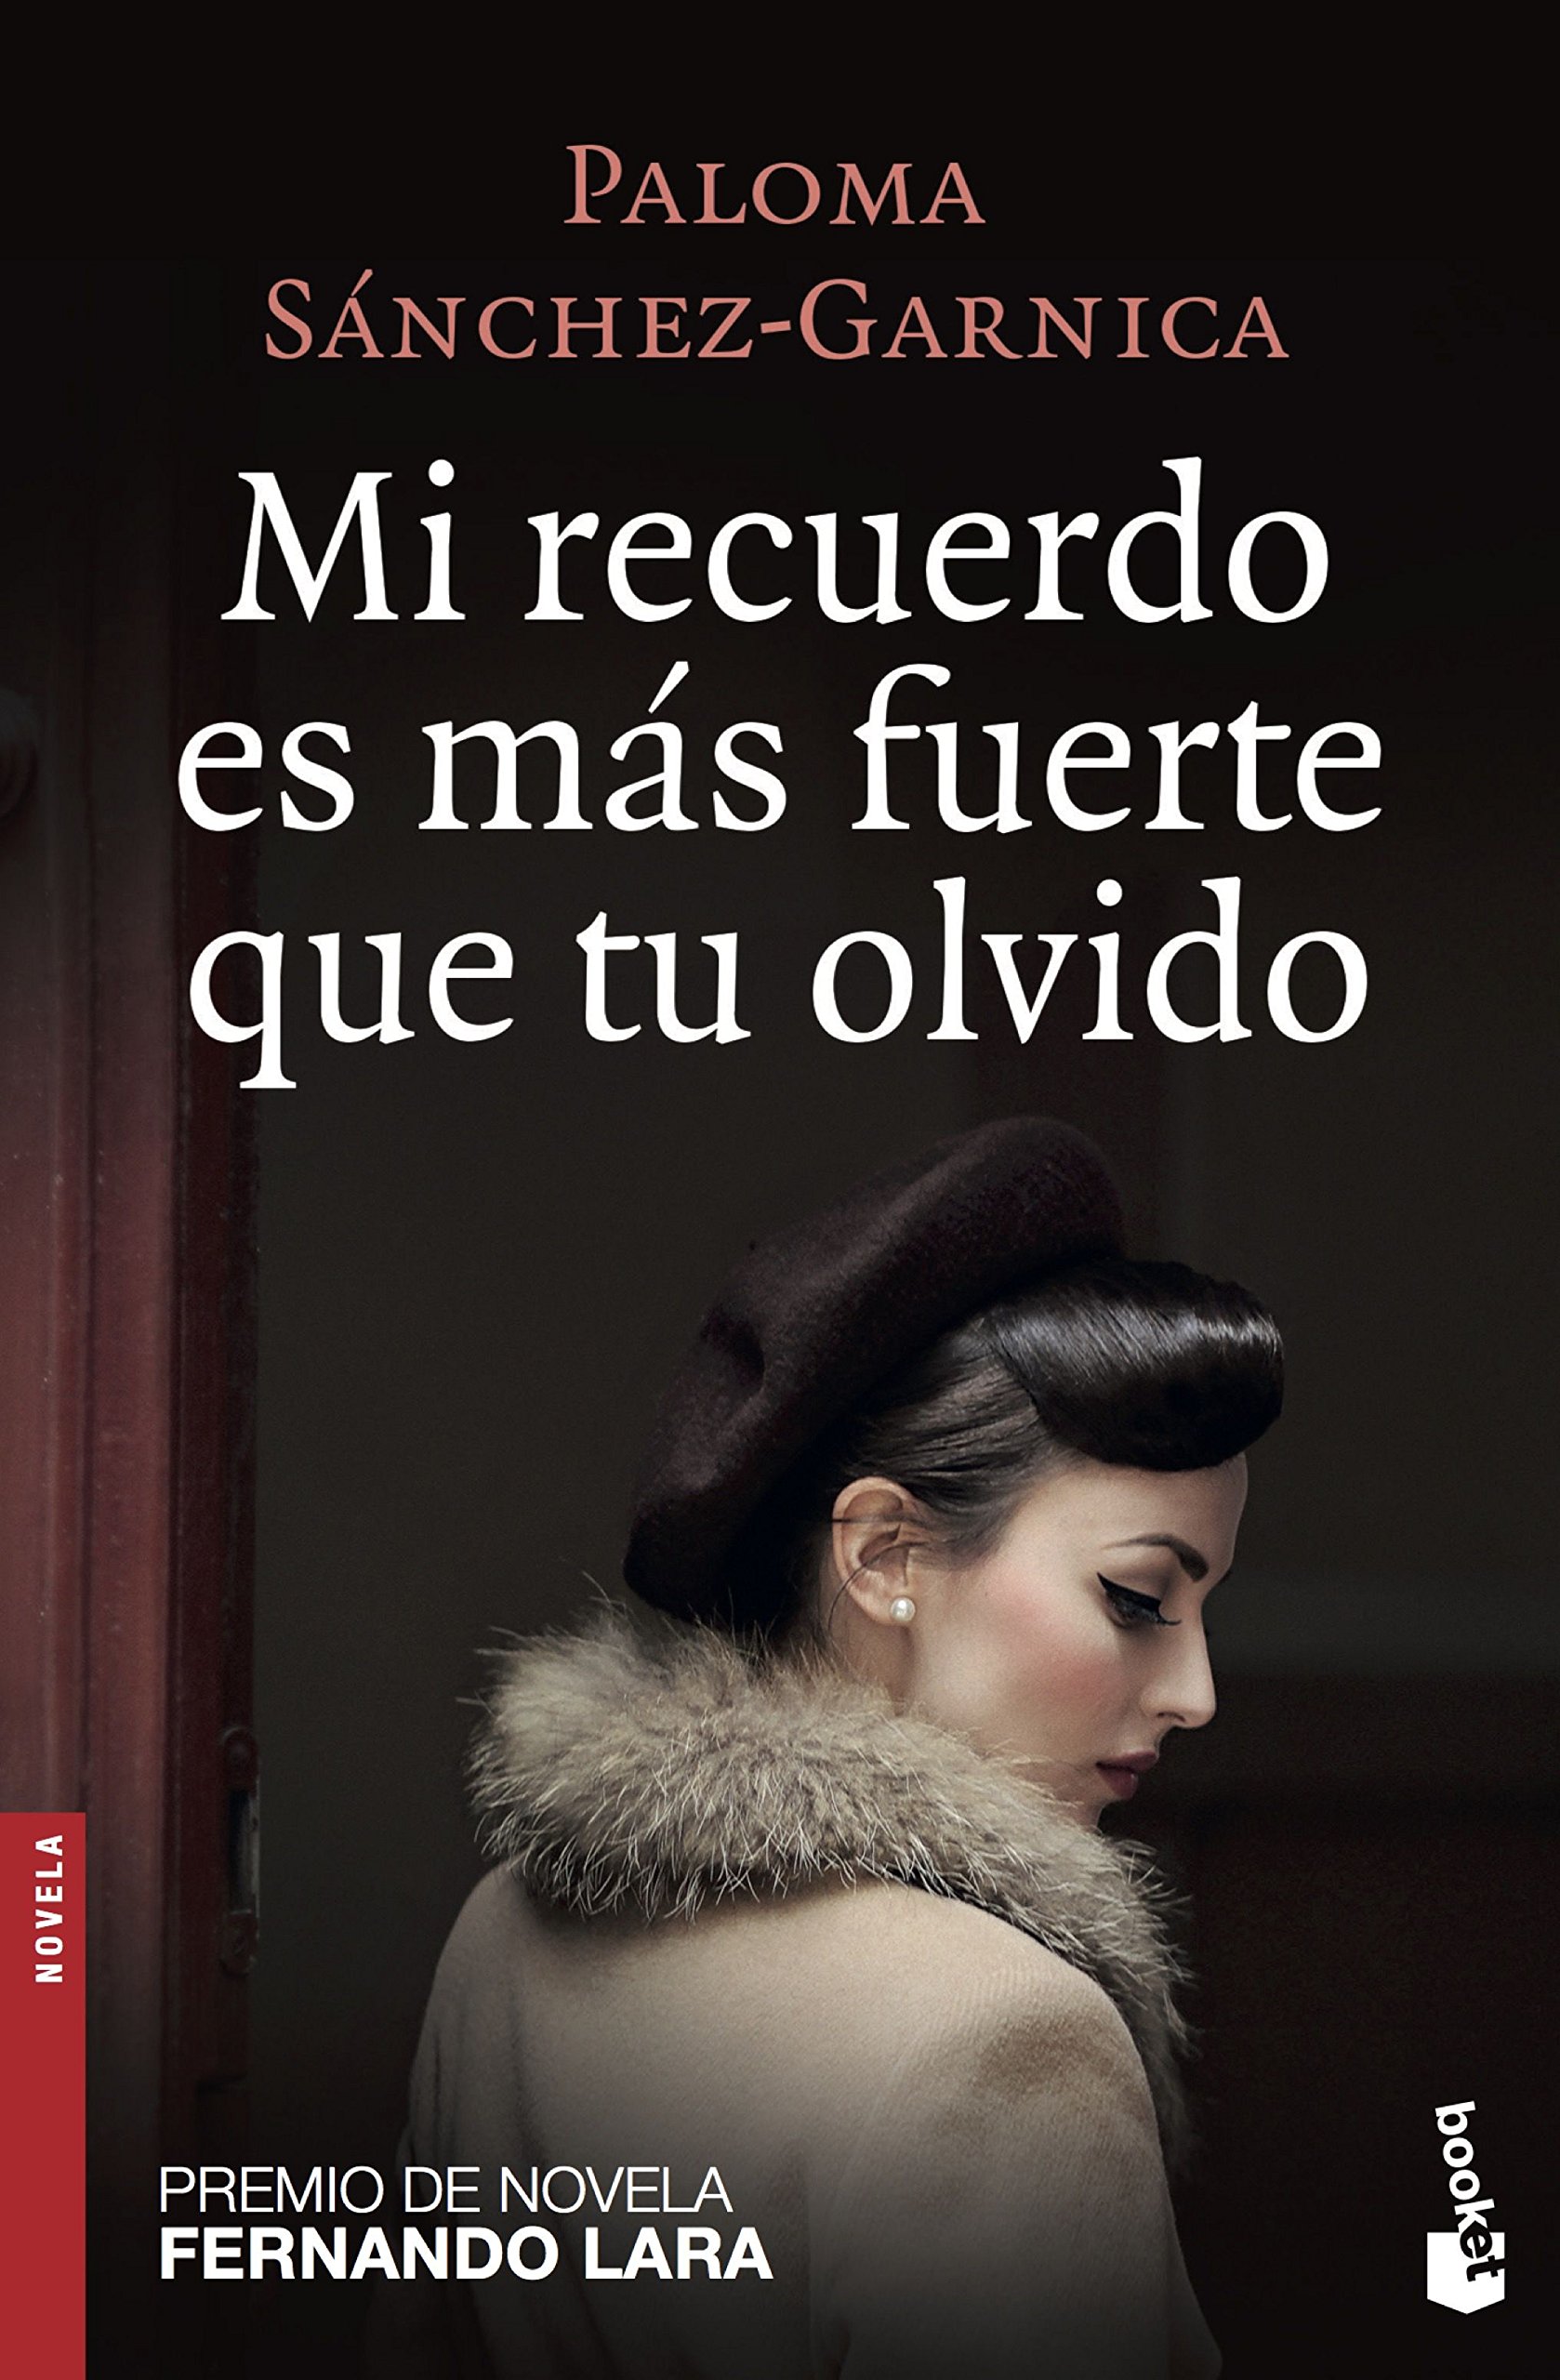 PALOMA
SÁNCHEZ-GARNICA
Mi recuerdo
es más fuerte
que tu olvido
NOVELA
PREMIO DE NOVELA
FERNANDO LARA
booket